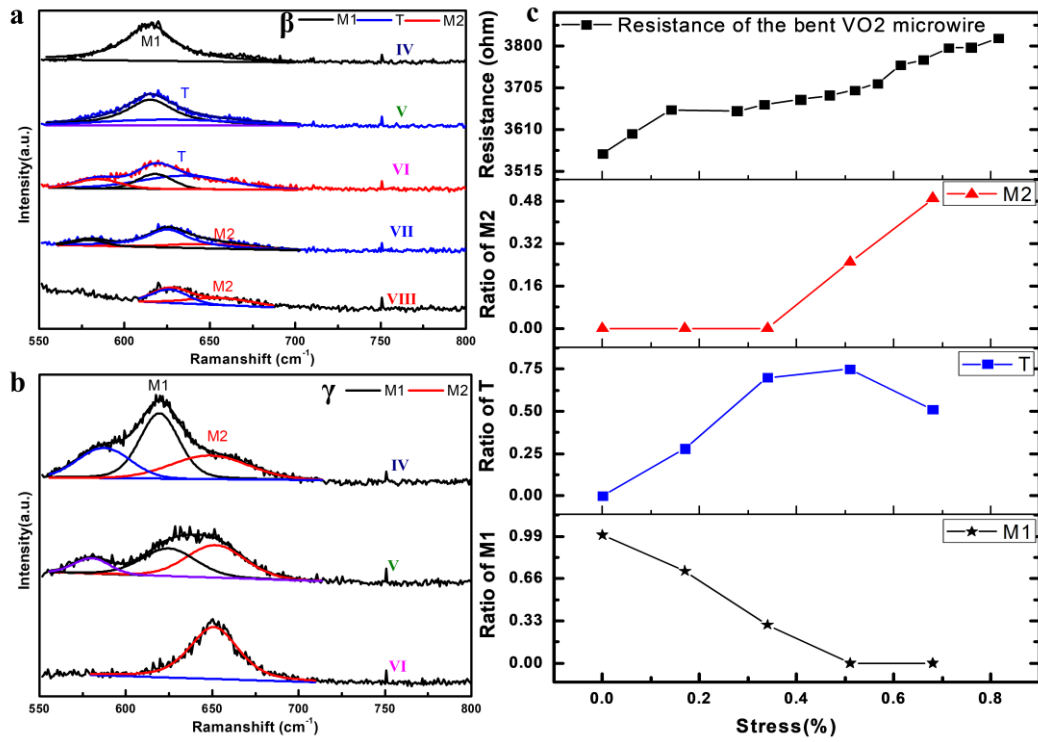 a
β
M1 T M2
M1
IV
T
V
T
VI
M2
VII
M2
VIII
Intensity(a.u.)
550 600 650 700 750 800
Ramanshift (cm-1)
b
γ
M1 M2
M1
M2
IV
V
VI
Intensity(a.u.)
550 600 650 700 750 800
Ramanshift (cm-1)
c
Resistance of the bent VO2 microwire
Resistance (ohm)
3800
3705
3610
3515
M2
Ratio of M2
0.48
0.32
0.16
0.00
T
Ratio of T
0.75
0.50
0.25
0.00
M1
Ratio of M1
0.99
0.66
0.33
0.00
0.0 0.2 0.4 0.6 0.8
Stress(%)